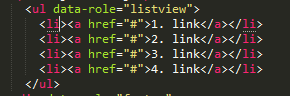 <ul data-role="listview">
<li><a href="#">1. link</a></li>
<li><a href="#">2. link</a></li>
<li><a href="#">3. link</a></li>
<li><a href="#">4. link</a></li>
</ul>